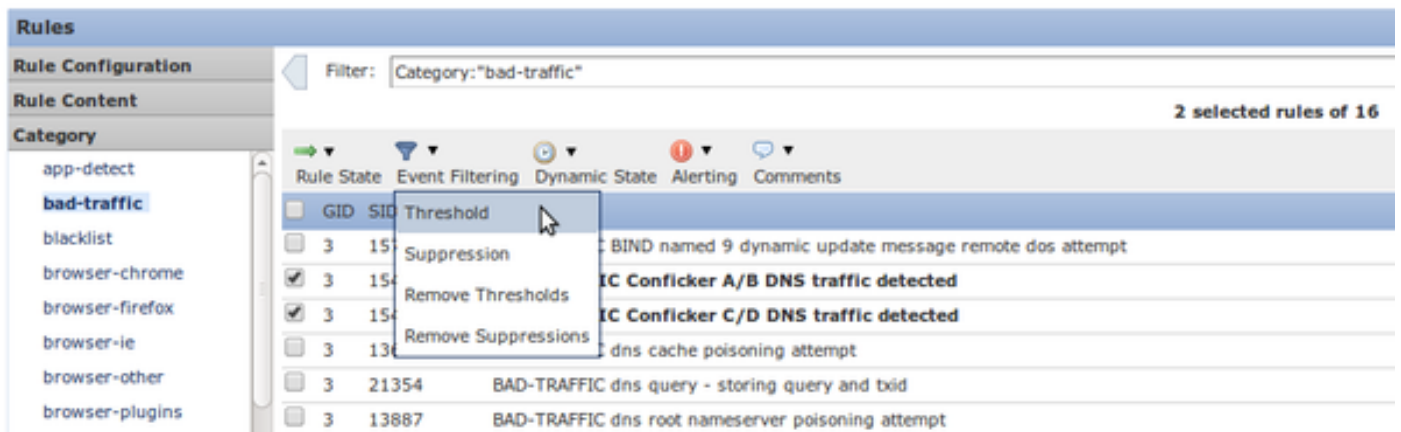 Rules
Rule Configuration
Rule Content
Category
app-detect
bad-traffic
blacklist
browser-chrome
browser-firefox
browser-ie
browser-other
browser-plugins
Filter: Category:"bad-traffic"
2 selected rules of 16
Rule State Event Filtering Dynamic State Alerting Comments
GID SID
Threshold
Suppression
Remove Thresholds
Remove Suppressions
3 15 BIND named 9 dynamic update message remote dos attempt
3 154 IC Conficker A/B DNS traffic detected
3 154 IC Conficker C/D DNS traffic detected
3 13 dns cache poisoning attempt
3 21354 BAD-TRAFFIC dns query - storing query and txid
3 13887 BAD-TRAFFIC dns root nameserver poisoning attempt